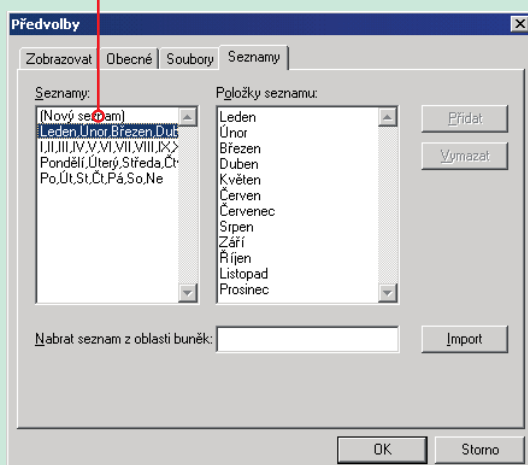 Předvolby
Zobrazovat Obecné Soubory Seznamy
Seznamy:
(Nový seznam)
Leden,Únor,Březen,Dub
I,II,III,IV,V,VI,VII,VIII,IX,X
Pondělí,Úterý,Středa,Čt
Po,Út,St,Čt,Pá,So,Ne
Položky seznamu:
Leden
Únor
Březen
Duben
Květen
Červen
Červenec
Srpen
Září
Říjen
Listopad
Prosinec
Přidat
Vymazat
Nabrat seznam z oblasti buněk:
Import
OK Storno